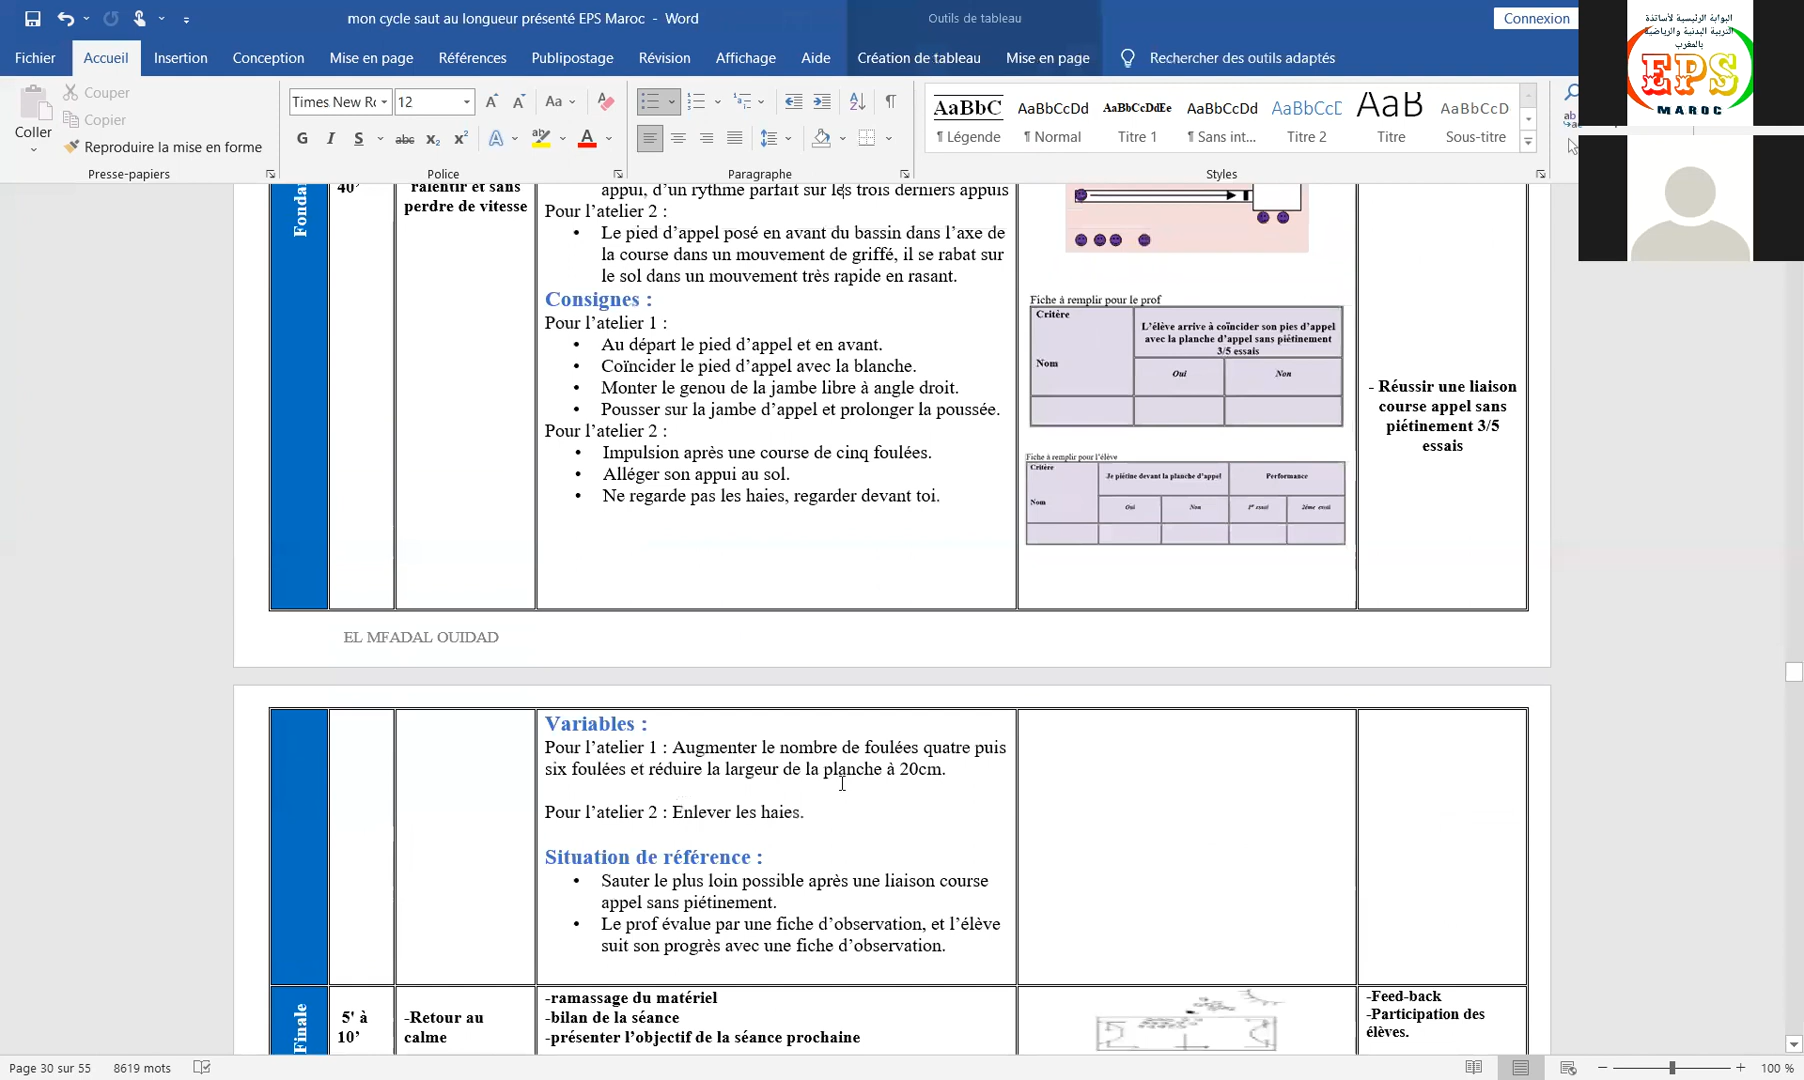 mon cycle saut au longueur présenté EPS Maroc - Word
Outils de tableau
Connexion
Fichier Accueil Insertion Conception Mise en page Références Publipostage Révision Affichage Aide Création de tableau Mise en page Rechercher des outils adaptés
Coller
Couper
Copier
Reproduire la mise en forme
Presse-papiers
Times New Ro 12
Police
Paragraphe
AaBbC AaBbCcDd AaBbCcDdEe AaBbCcDd AaBbCcD AaB AaBbCcD
¶ Légende ¶ Normal Titre 1 ¶ Sans int... Titre 2 Titre Sous-titre
Styles
البوابة الرئيسية لأساتذة
التربية البدنية والرياضية
بالمغرب
EPS
MAROC
Fonda
40’
ralentir et sans
perdre de vitesse
appui, d’un rythme parfait sur les trois derniers appuis
Pour l’atelier 2 :
• Le pied d’appel posé en avant du bassin dans l’axe de
la course dans un mouvement de griffé, il se rabat sur
le sol dans un mouvement très rapide en rasant.
Consignes :
Pour l’atelier 1 :
• Au départ le pied d’appel et en avant.
• Coïncider le pied d’appel avec la blanche.
• Monter le genou de la jambe libre à angle droit.
• Pousser sur la jambe d’appel et prolonger la poussée.
Pour l’atelier 2 :
• Impulsion après une course de cinq foulées.
• Alléger son appui au sol.
• Ne regarde pas les haies, regarder devant toi.
Fiche à remplir pour le prof
Critère
Nom
L’élève arrive à coïncider son pies d’appel
avec la planche d’appel sans piétinement
3/5 essais
Oui Non
Fiche à remplir pour l’élève
Critère
Nom
Je piétine devant la planche d’appel Performance
Oui Non 1er essai 2ème essai
- Réussir une liaison
course appel sans
piétinement 3/5
essais
EL MFADAL OUIDAD
Variables :
Pour l’atelier 1 : Augmenter le nombre de foulées quatre puis
six foulées et réduire la largeur de la planche à 20cm.
Pour l’atelier 2 : Enlever les haies.
Situation de référence :
• Sauter le plus loin possible après une liaison course
appel sans piétinement.
• Le prof évalue par une fiche d’observation, et l’élève
suit son progrès avec une fiche d’observation.
Finale
5' à
10’
-Retour au
calme
-ramassage du matériel
-bilan de la séance
-présenter l’objectif de la séance prochaine
-Feed-back
-Participation des
élèves.
Page 30 sur 55 8619 mots
100 %